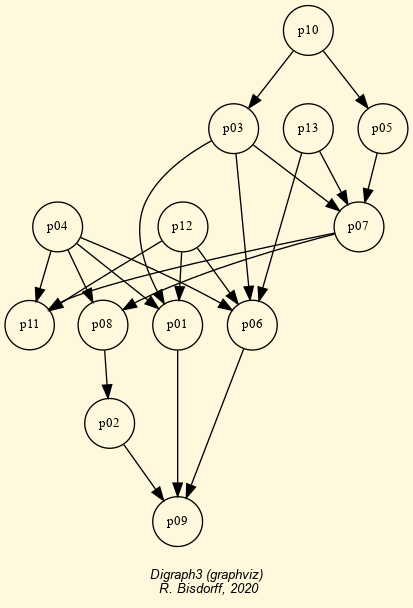 p10
p03
p13
p05
p04
p12
p07
p11
p08
p01
p06
p02
p09
Digraph3 (graphviz)
R. Bisdorff, 2020